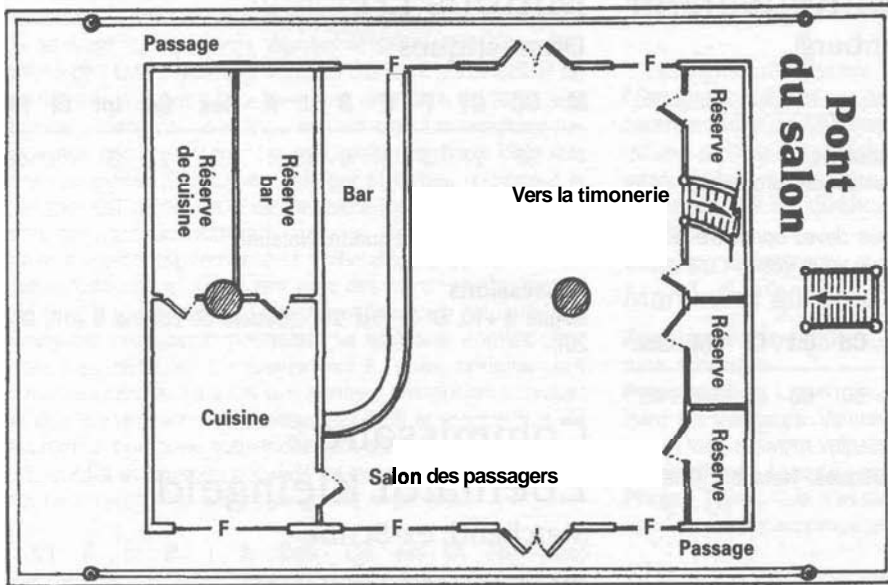 Passage
F
F
Réserve
de cuisine
Réserve
bar
Bar
Vers la timonerie
Réserve
Pont
du salon
Réserve
Cuisine
Salon des passagers
Réserve
F
F
F
Passage